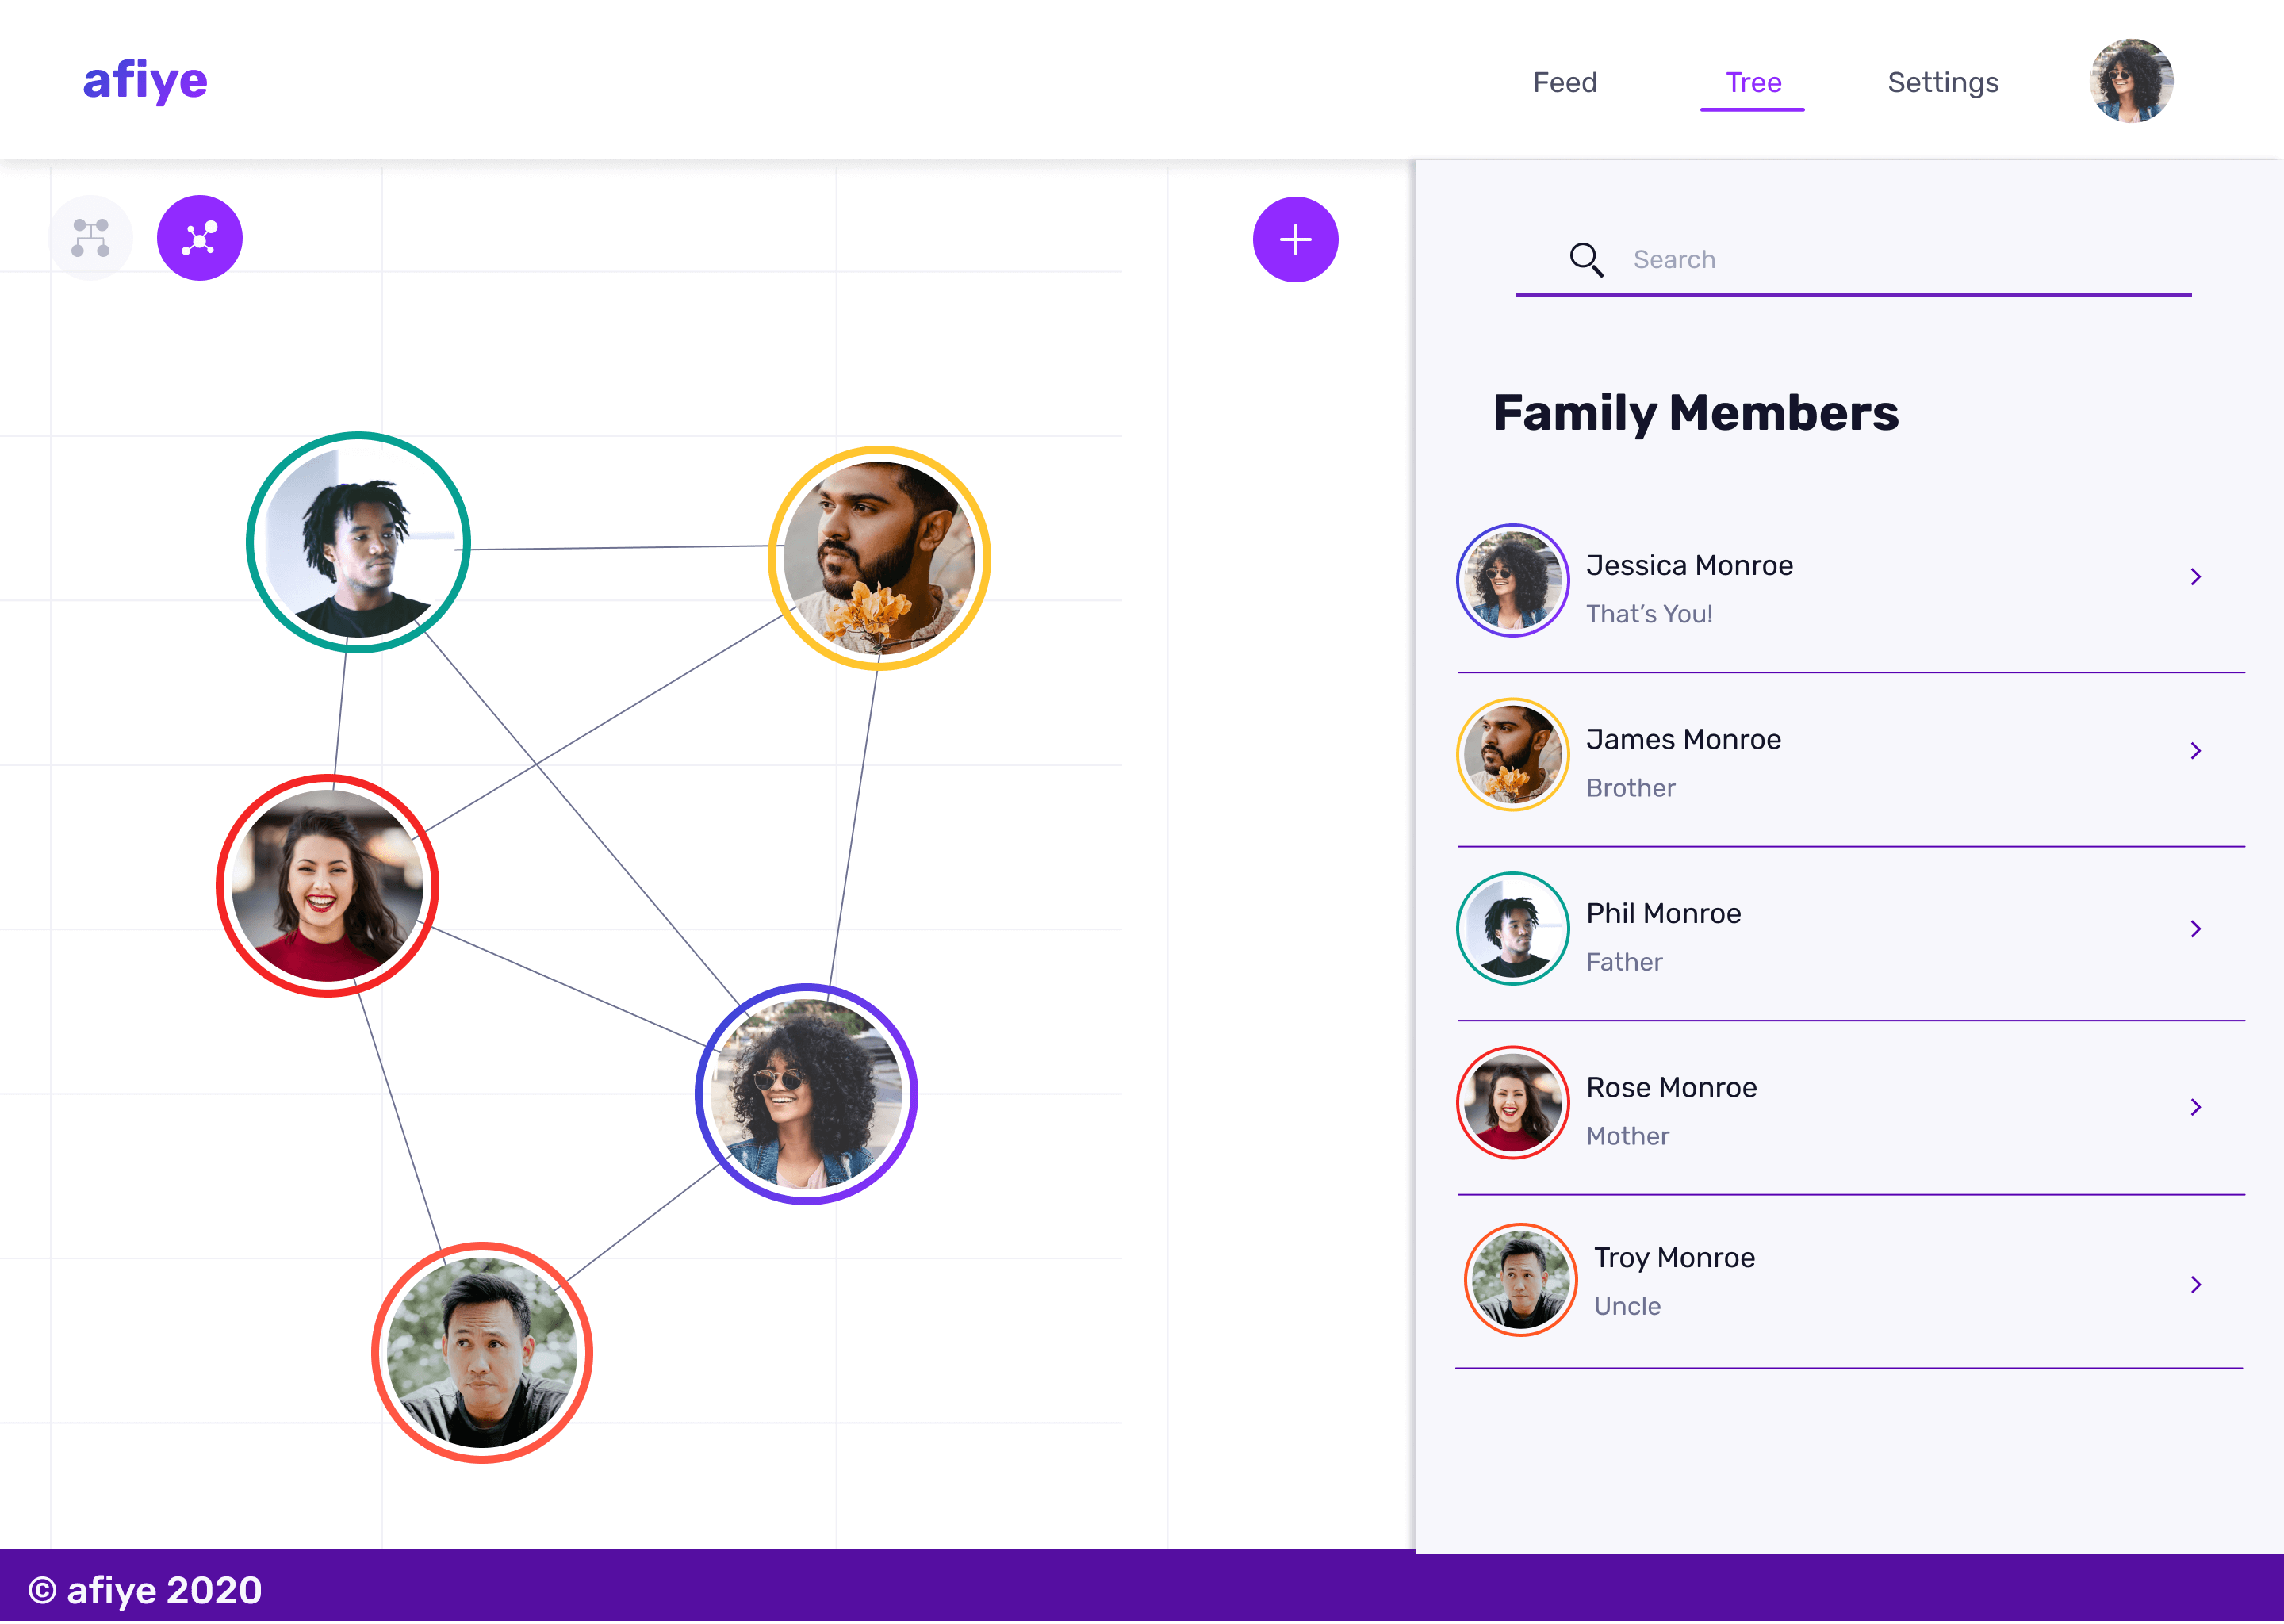 afiye
Feed
Tree
Settings
Search
Family Members
Jessica Monroe
That’s You!
James Monroe
Brother
Phil Monroe
Father
Rose Monroe
Mother
Troy Monroe
Uncle
© afiye 2020